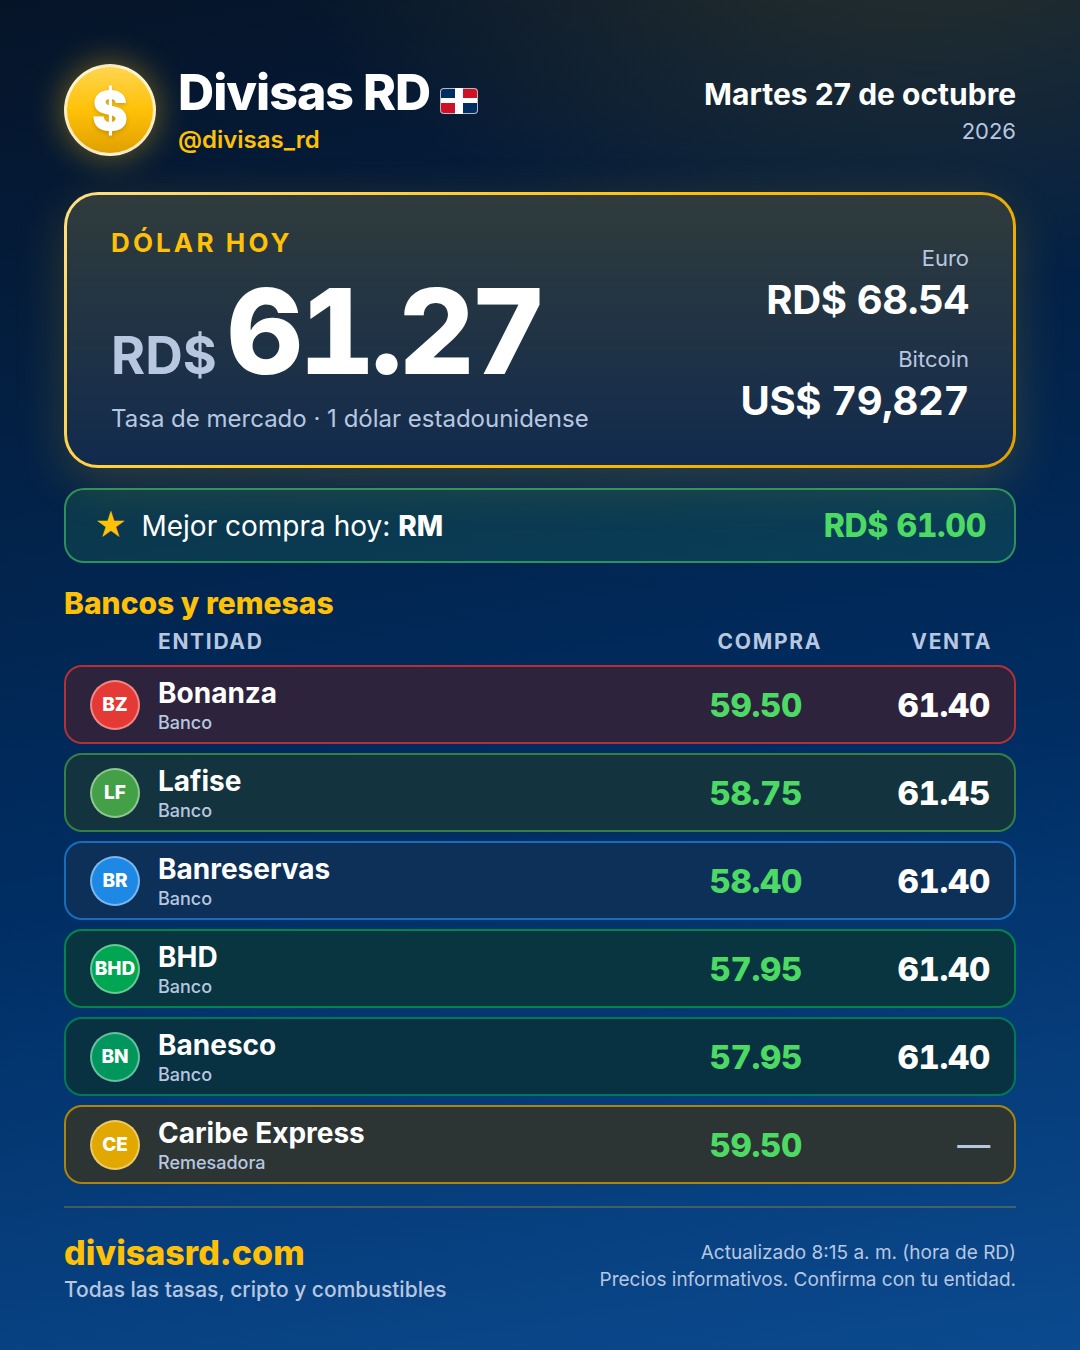 $
Divisas RD
@divisas_rd
Martes 27 de octubre
2026
DÓLAR HOY
RD$ 61.27
Tasa de mercado · 1 dólar estadounidense
Euro
RD$ 68.54
Bitcoin
US$ 79,827
★ Mejor compra hoy: RM RD$ 61.00
Bancos y remesas
ENTIDAD COMPRA VENTA
BZ Bonanza 59.50 61.40
Banco
LF Lafise 58.75 61.45
Banco
BR Banreservas 58.40 61.40
Banco
BHD BHD 57.95 61.40
Banco
BN Banesco 57.95 61.40
Banco
CE Caribe Express 59.50 —
Remesadora
divisasrd.com
Todas las tasas, cripto y combustibles
Actualizado 8:15 a. m. (hora de RD)
Precios informativos. Confirma con tu entidad.